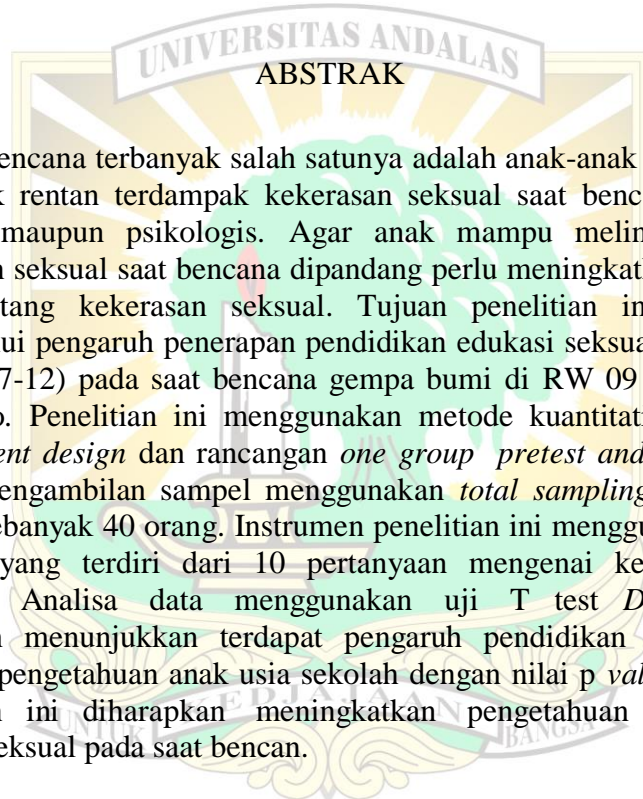 UNIVERSITAS ANDALAS
ABSTRAK
encana terbanyak salah satunya adalah anak-anak
k rentan terdampak kekerasan seksual saat benc
maupun psikologis. Agar anak mampu melin
n seksual saat bencana dipandang perlu meningkat
tang kekerasan seksual. Tujuan penelitian in
ui pengaruh penerapan pendidikan edukasi seksua
7-12) pada saat bencana gempa bumi di RW 09
o. Penelitian ini menggunakan metode kuantitat
ent design dan rancangan one group pretest and
engambilan sampel menggunakan total sampling
ebanyak 40 orang. Instrumen penelitian ini menggu
yang terdiri dari 10 pertanyaan mengenai ke
Analisa data menggunakan uji T test D
n menunjukkan terdapat pengaruh pendidikan
pengetahuan anak usia sekolah dengan nilai p val
n ini diharapkan meningkatkan pengetahuan
eksual pada saat bencan.
UNTUK KEDJAJAAN BANGSA